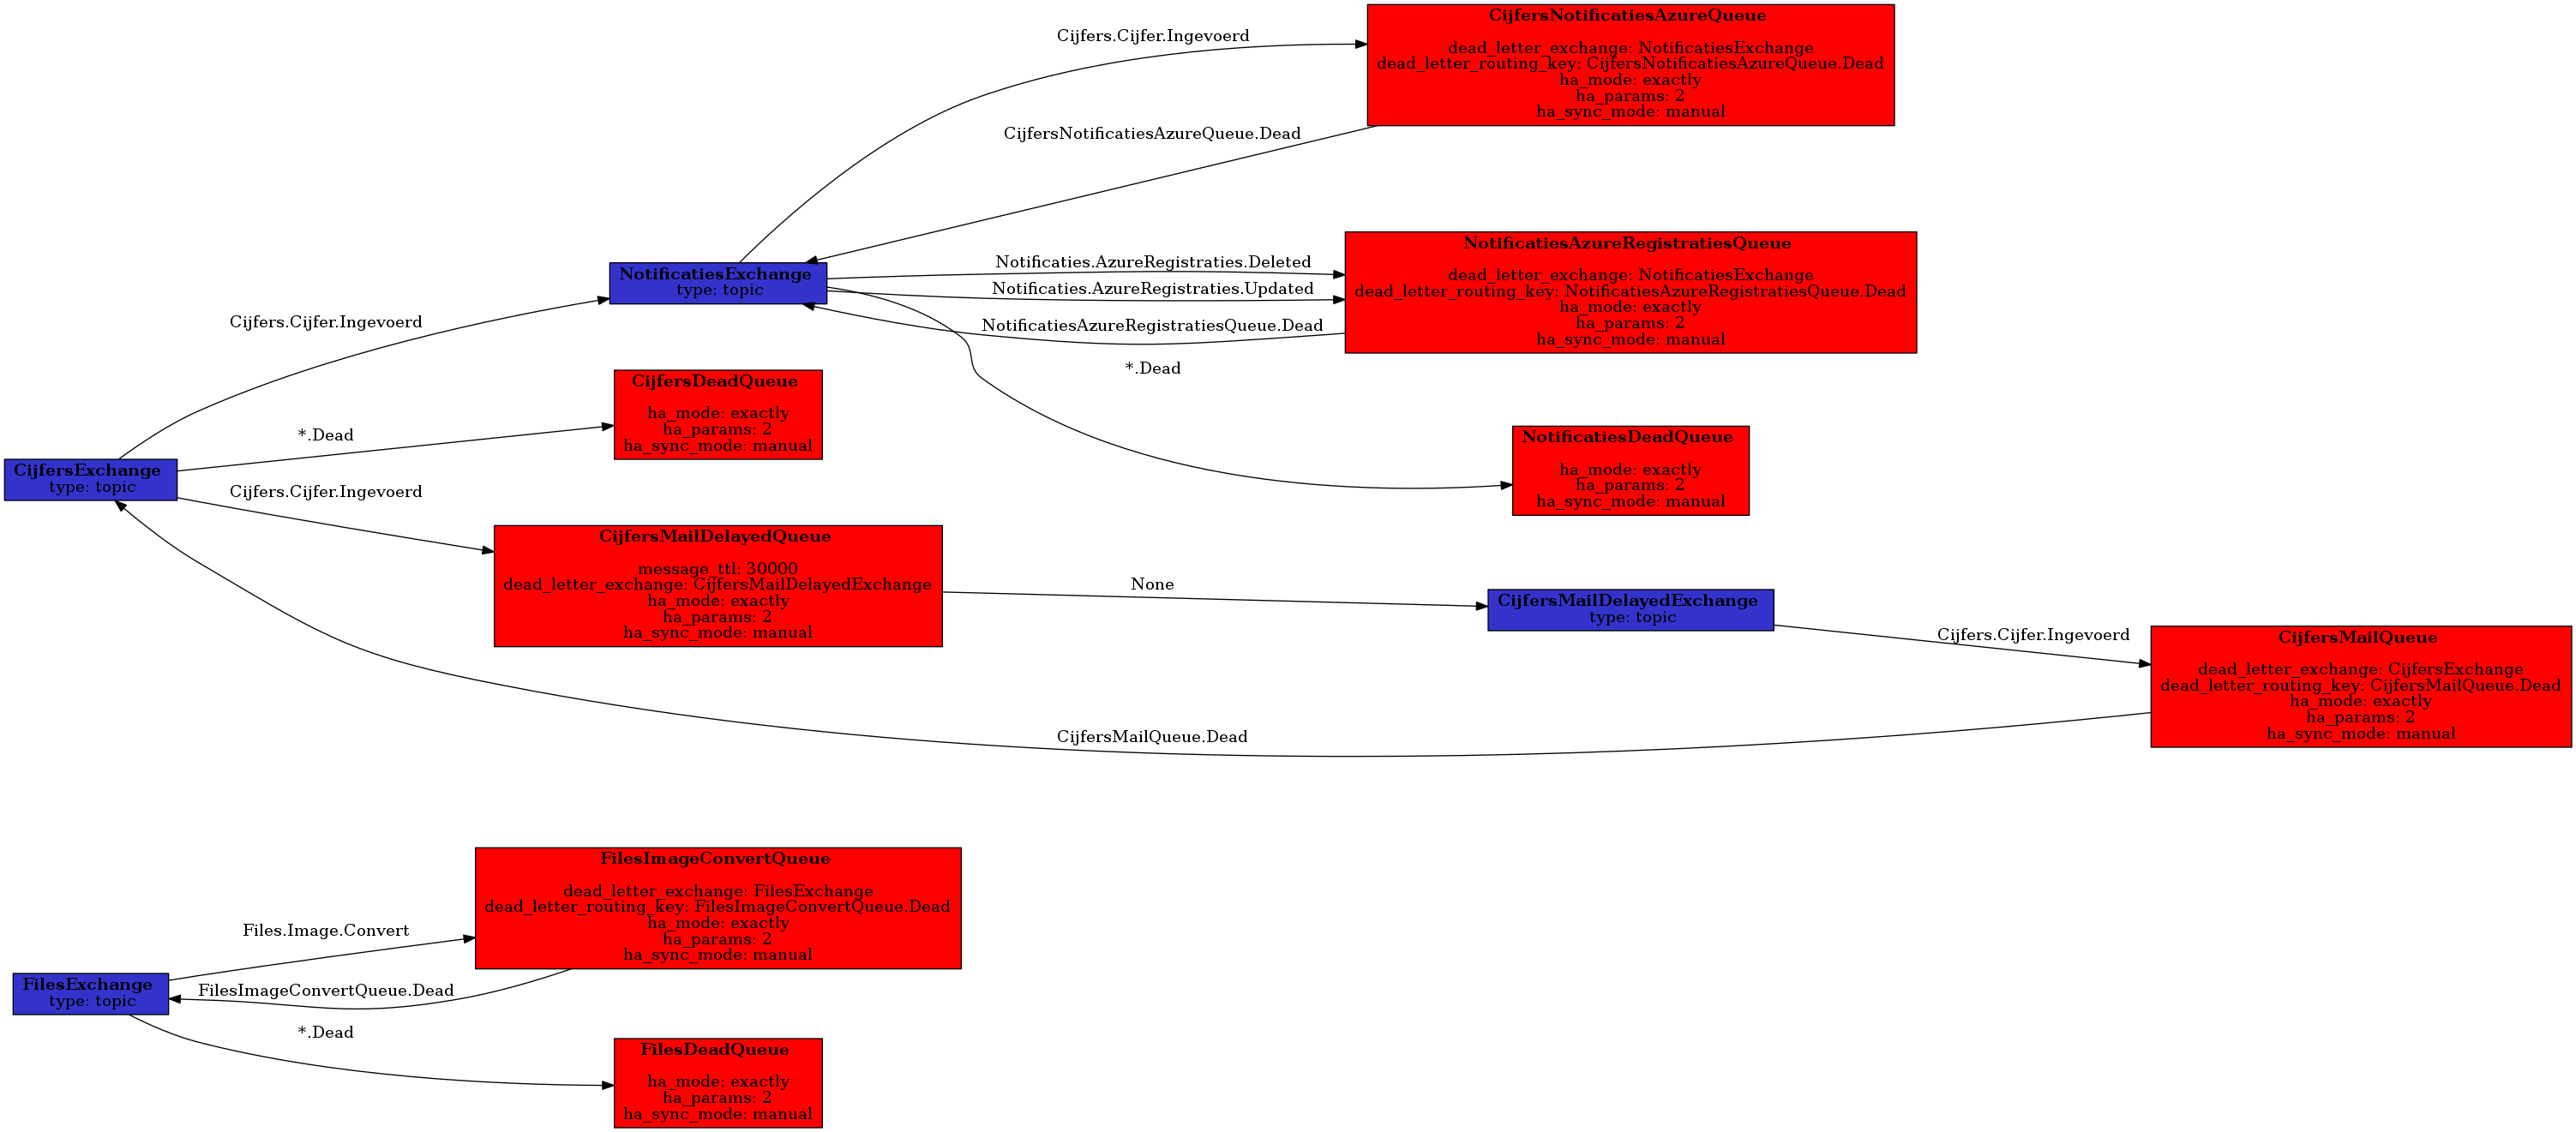 CijfersNotificatiesAzureQueue
dead_letter_exchange: NotificatiesExchange
dead_letter_routing_key: CijfersNotificatiesAzureQueue.Dead
ha_mode: exactly
ha_params: 2
ha_sync_mode: manual
Cijfers.Cijfer.Ingevoerd
CijfersNotificatiesAzureQueue.Dead
NotificatiesExchange
type: topic
Notificaties.AzureRegistraties.Deleted
Notificaties.AzureRegistraties.Updated
NotificatiesAzureRegistratiesQueue.Dead
*.Dead
NotificatiesAzureRegistratiesQueue
dead_letter_exchange: NotificatiesExchange
dead_letter_routing_key: NotificatiesAzureRegistratiesQueue.Dead
ha_mode: exactly
ha_params: 2
ha_sync_mode: manual
Cijfers.Cijfer.Ingevoerd
CijfersDeadQueue
ha_mode: exactly
ha_params: 2
ha_sync_mode: manual
*.Dead
NotificatiesDeadQueue
ha_mode: exactly
ha_params: 2
ha_sync_mode: manual
CijfersExchange
type: topic
Cijfers.Cijfer.Ingevoerd
CijfersMailDelayedQueue
message_ttl: 30000
dead_letter_exchange: CijfersMailDelayedExchange
ha_mode: exactly
ha_params: 2
ha_sync_mode: manual
None
CijfersMailDelayedExchange
type: topic
Cijfers.Cijfer.Ingevoerd
CijfersMailQueue
dead_letter_exchange: CijfersExchange
dead_letter_routing_key: CijfersMailQueue.Dead
ha_mode: exactly
ha_params: 2
ha_sync_mode: manual
CijfersMailQueue.Dead
FilesImageConvertQueue
dead_letter_exchange: FilesExchange
dead_letter_routing_key: FilesImageConvertQueue.Dead
ha_mode: exactly
ha_params: 2
ha_sync_mode: manual
Files.Image.Convert
FilesExchange
type: topic
FilesImageConvertQueue.Dead
*.Dead
FilesDeadQueue
ha_mode: exactly
ha_params: 2
ha_sync_mode: manual